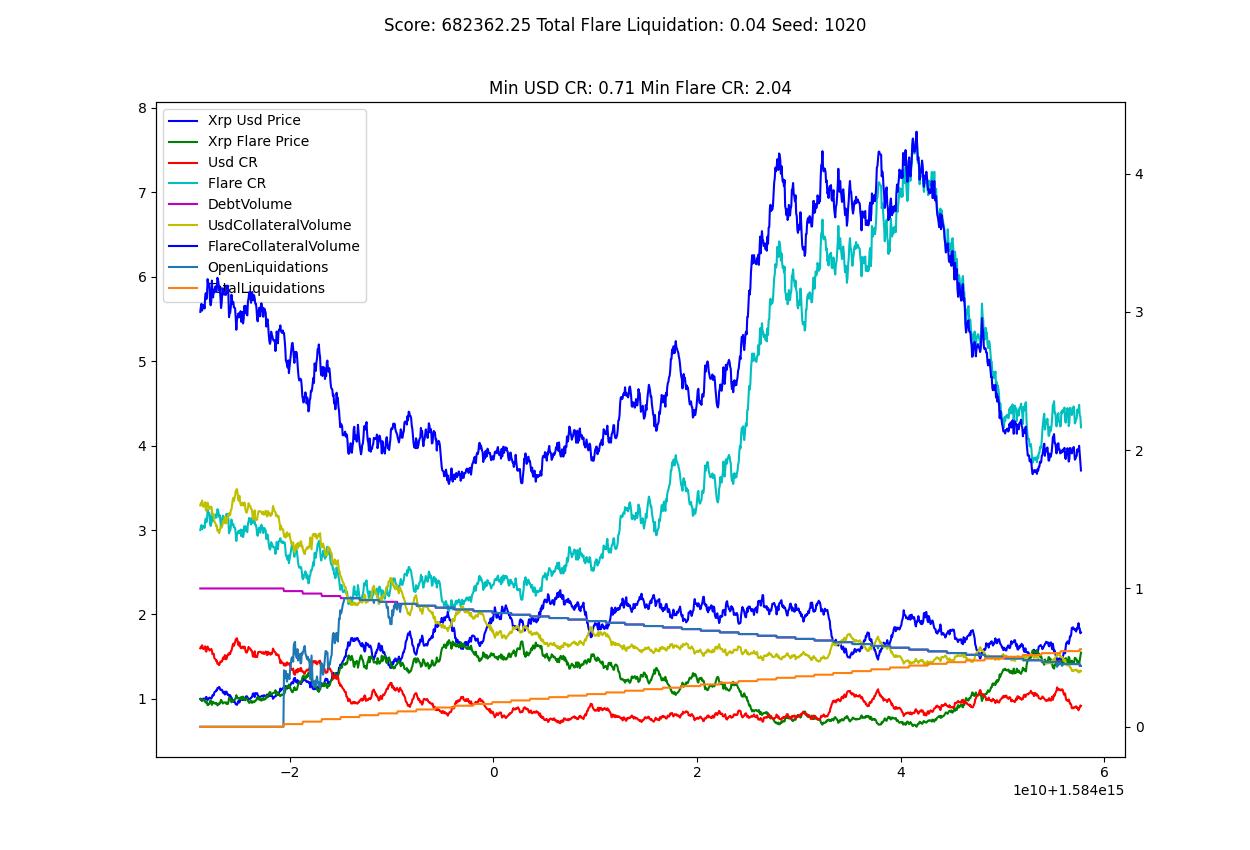 Score: 682362.25 Total Flare Liquidation: 0.04 Seed: 1020
Min USD CR: 0.71 Min Flare CR: 2.04
8
7
6
5
4
3
2
1
Xrp Usd Price
Xrp Flare Price
Usd CR
Flare CR
DebtVolume
UsdCollateralVolume
FlareCollateralVolume
OpenLiquidations
TotalLiquidations
4
3
2
1
0
−2 0 2 4 6
1e10+1.584e15